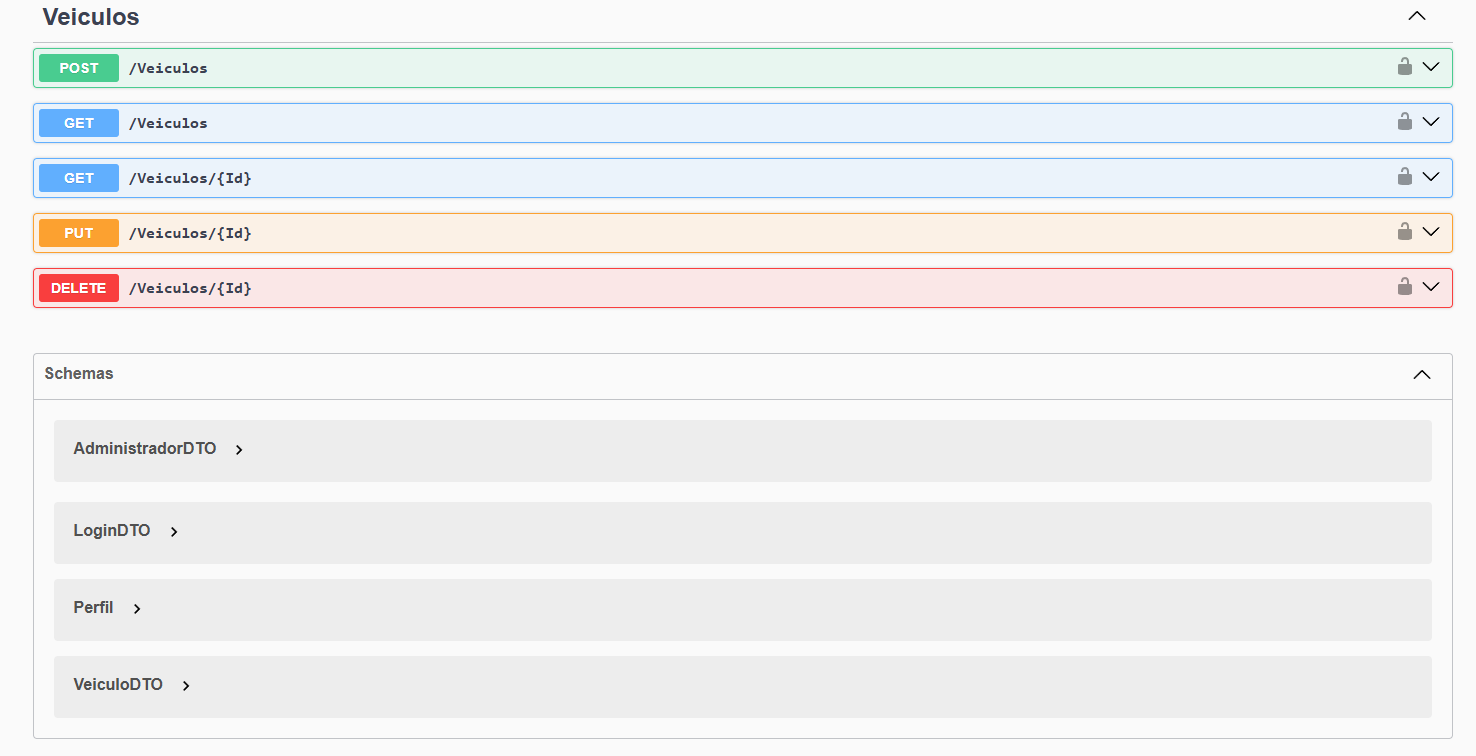 Veiculos
POST /Veiculos
GET /Veiculos
GET /Veiculos/{Id}
PUT /Veiculos/{Id}
DELETE /Veiculos/{Id}
Schemas
AdministradorDTO
LoginDTO
Perfil
VeiculoDTO